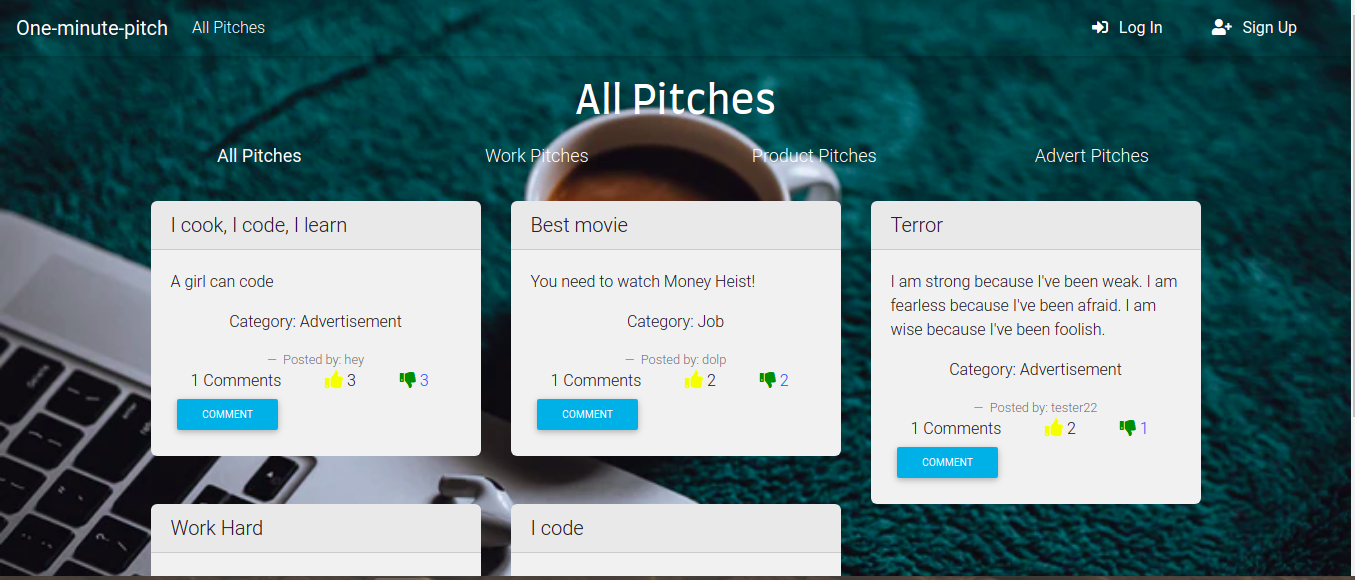 One-minute-pitch All Pitches Log In Sign Up
All Pitches
All Pitches Work Pitches Product Pitches Advert Pitches
I cook, I code, I learn
A girl can code
Category: Advertisement
— Posted by: hey
1 Comments 3 3
COMMENT
Best movie
You need to watch Money Heist!
Category: Job
— Posted by: dolp
1 Comments 2 2
COMMENT
Terror
I am strong because I've been weak. I am
fearless because I've been afraid. I am
wise because I've been foolish.
Category: Advertisement
— Posted by: tester22
1 Comments 2 1
COMMENT
Work Hard
I code